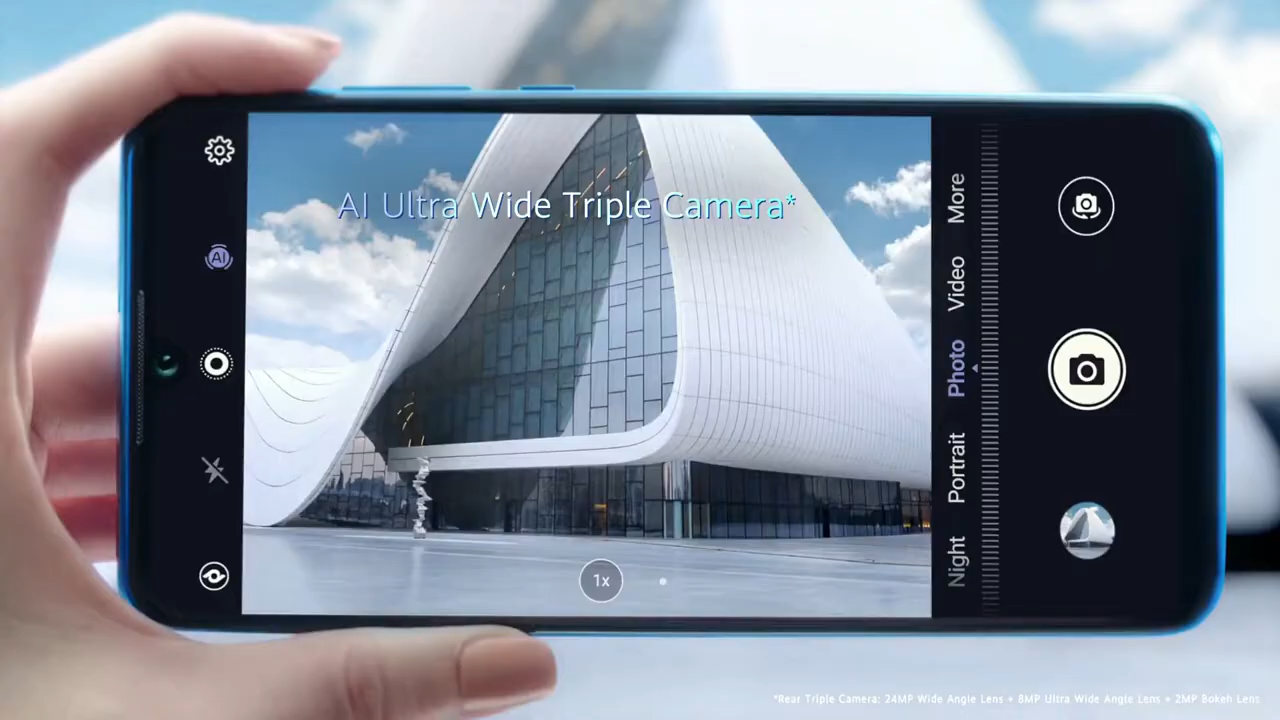 AI Ultra Wide Triple Camera*
AI
More
Video
Photo
Portrait
Night
1x
*Rear Triple Camera: 24MP Wide Angle Lens + 8MP Ultra Wide Angle Lens + 2MP Bokeh Lens